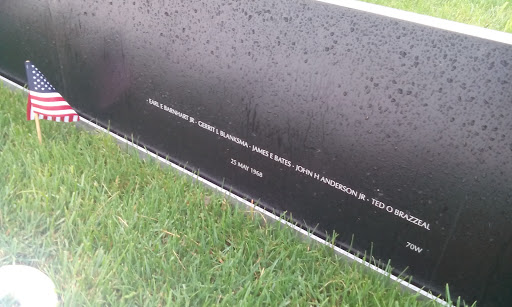 · EARL E BARNHART JR · GERRIT L BLANKSMA · JAMES E BATES · JOHN H ANDERSON JR · TED O BRAZZEAL
25 MAY 1968
70W